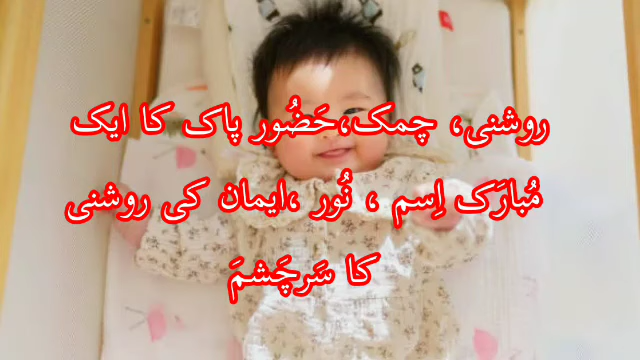 روشنی، چمک،حَضُور پاک کا ایک
مُبارَک اِسم ، نُور ،ایمان کی روشنی
کا سَرچَشمَ